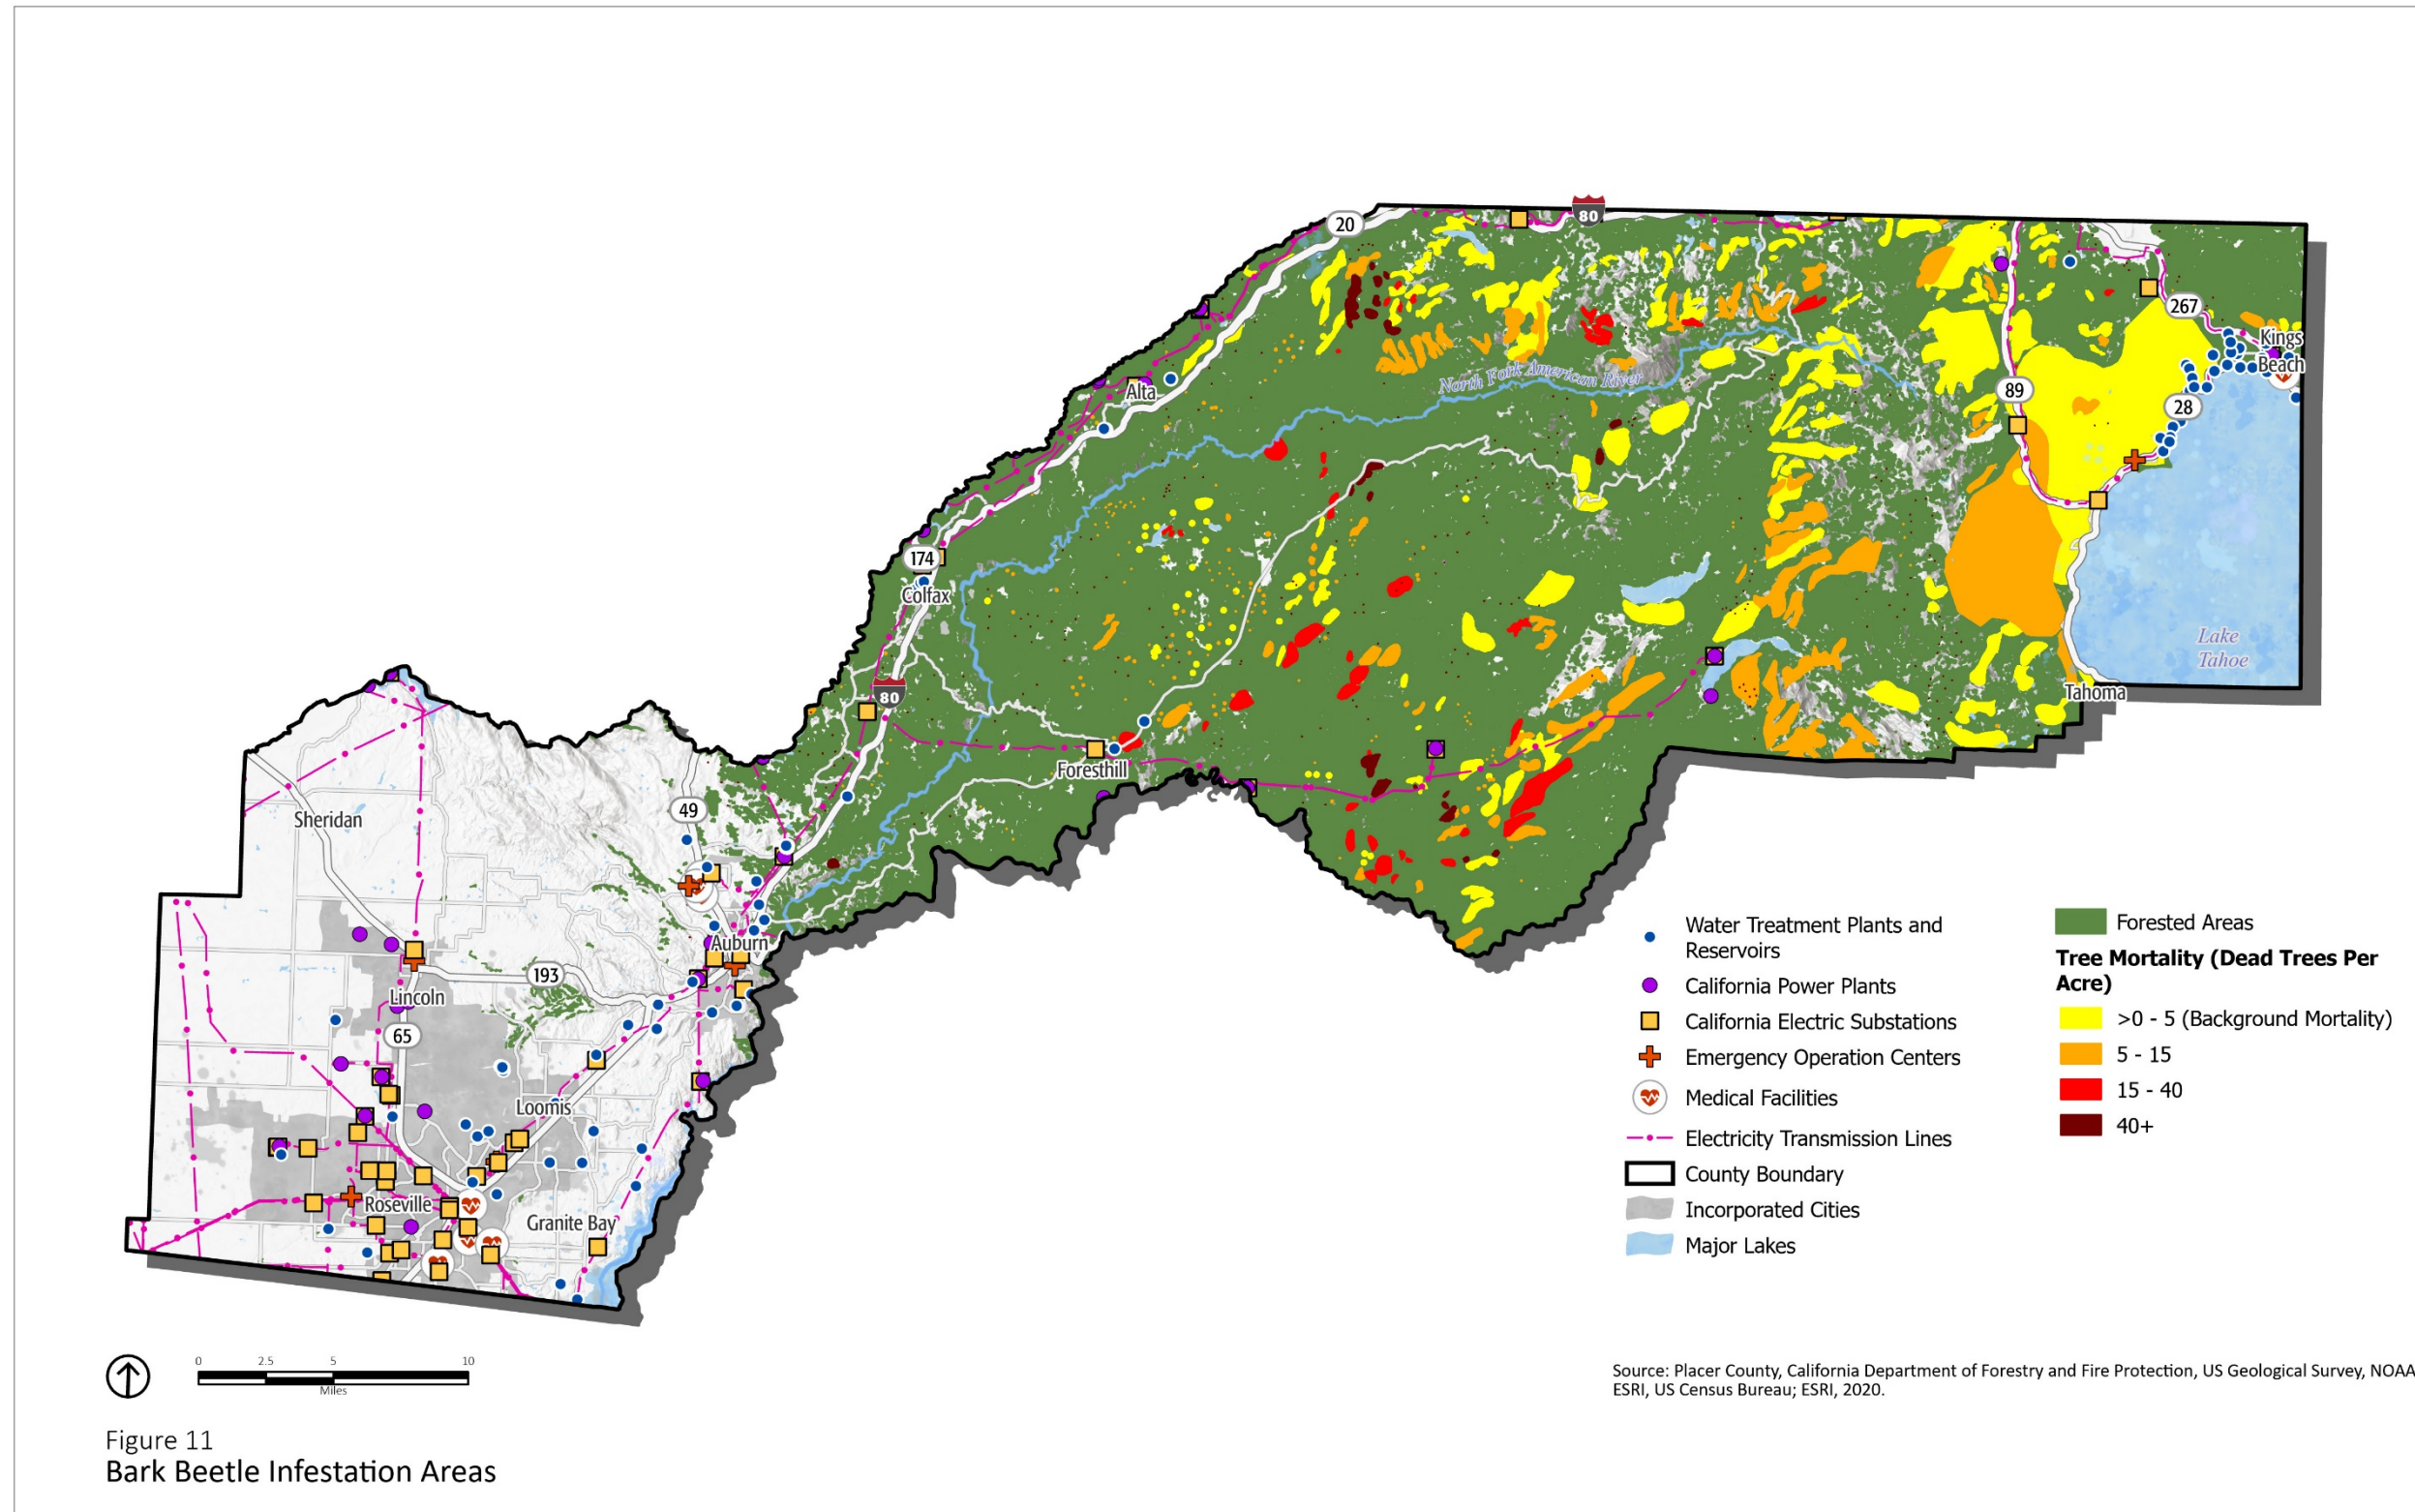 20
80
267
Kings
Beach
North Fork American River
89
28
Alta
174
Colfax
Lake
Tahoe
80
Tahoma
Foresthill
49
Sheridan
Auburn
193
Lincoln
65
Loomis
Roseville
Granite Bay
Water Treatment Plants and
Reservoirs
California Power Plants
California Electric Substations
Emergency Operation Centers
Medical Facilities
Electricity Transmission Lines
County Boundary
Incorporated Cities
Major Lakes
Forested Areas
Tree Mortality (Dead Trees Per
Acre)
>0 - 5 (Background Mortality)
5 - 15
15 - 40
40+
0 2.5 5 10
Miles
Source: Placer County, California Department of Forestry and Fire Protection, US Geological Survey, NOAA
ESRI, US Census Bureau; ESRI, 2020.
Figure 11
Bark Beetle Infestation Areas